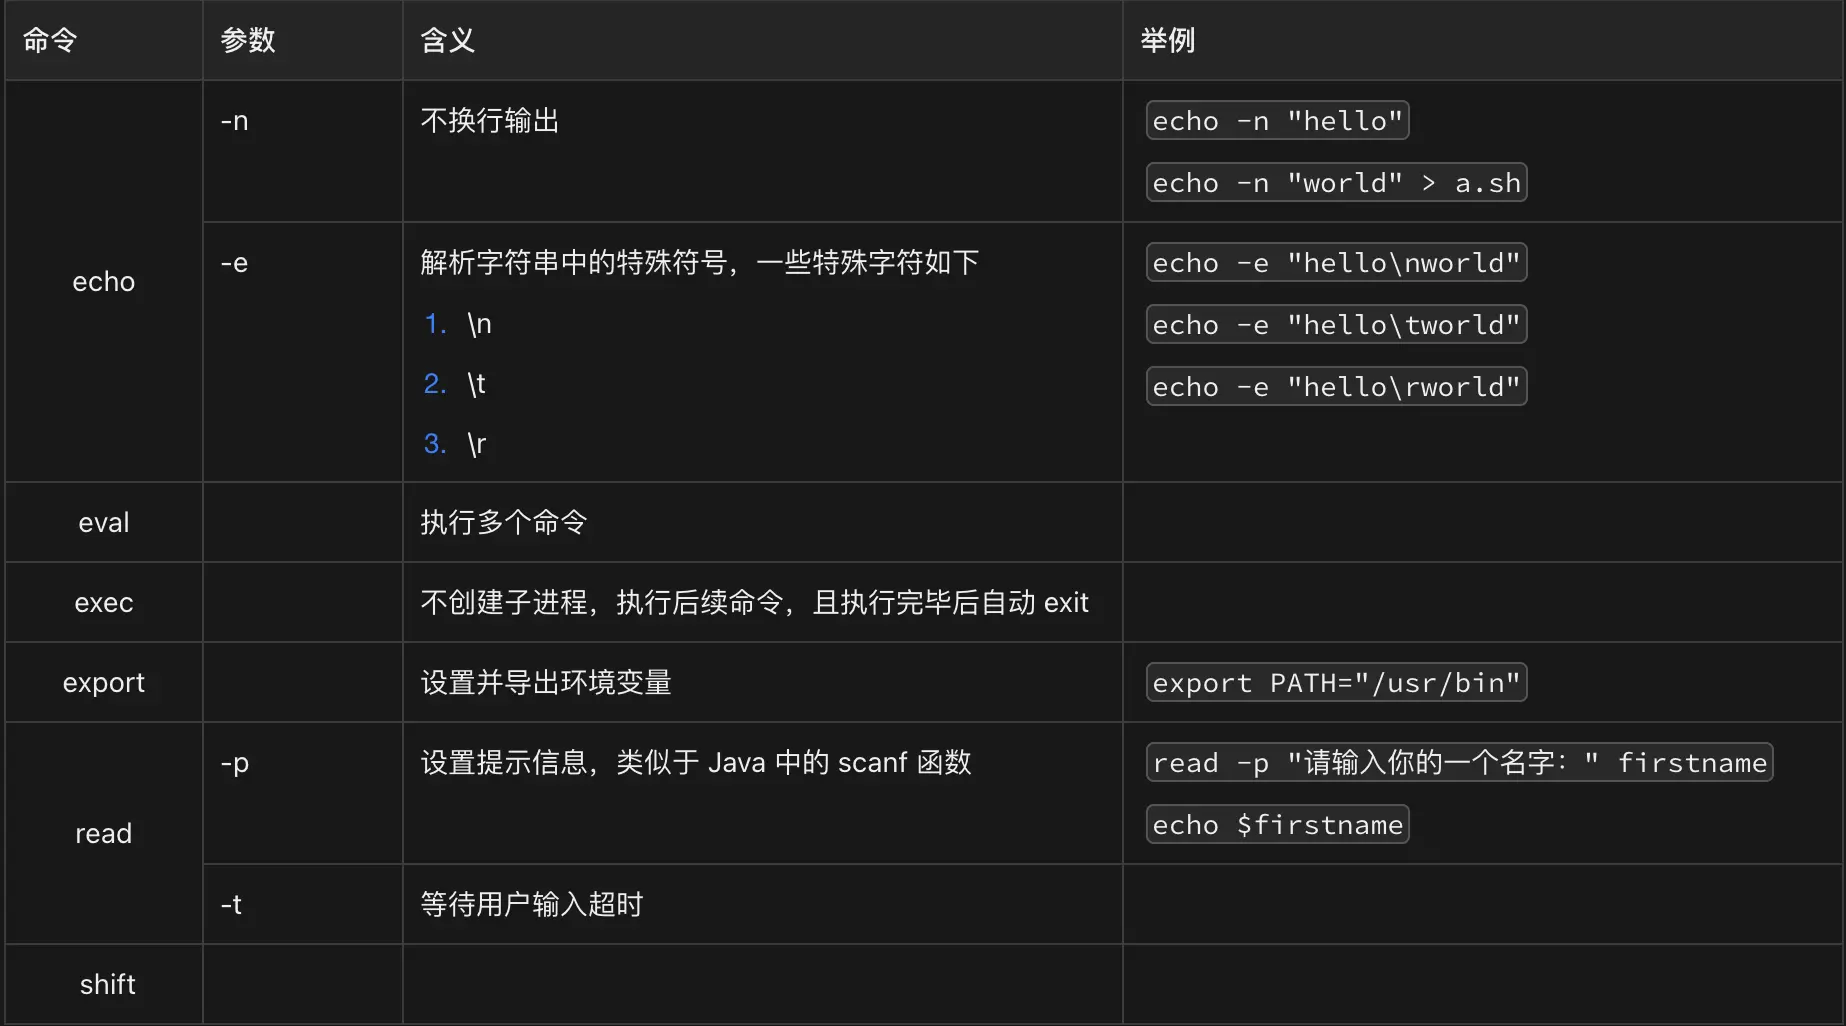 命令 参数 含义 举例
echo
-n 不换行输出 echo -n "hello"
echo -n "world" > a.sh
-e 解析字符串中的特殊符号，一些特殊字符如下 echo -e "hello\nworld"
1. \n echo -e "hello\tworld"
2. \t echo -e "hello\rworld"
3. \r
eval 执行多个命令
exec 不创建子进程，执行后续命令，且执行完毕后自动 exit
export 设置并导出环境变量 export PATH="/usr/bin"
read
-p 设置提示信息，类似于 Java 中的 scanf 函数 read -p "请输入你的一个名字：" firstname
echo $firstname
-t 等待用户输入超时
shift